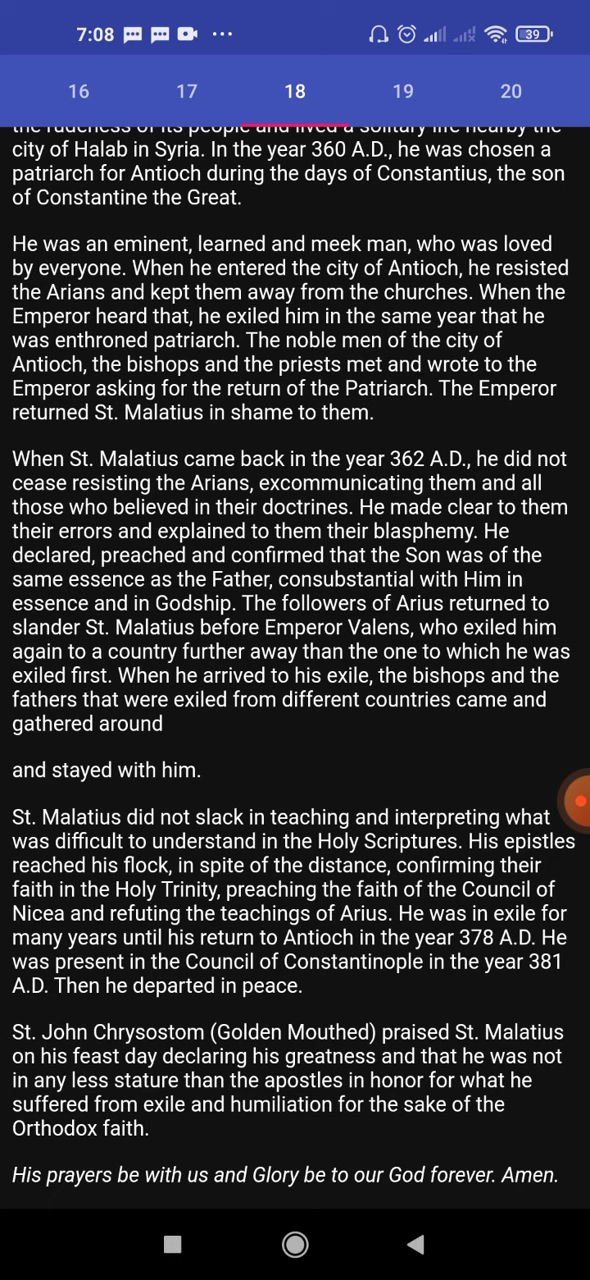 7:08
39
16 17 18 19 20
the rudeness of its people and lived a solitary life nearby the
city of Halab in Syria. In the year 360 A.D., he was chosen a
patriarch for Antioch during the days of Constantius, the son
of Constantine the Great.
He was an eminent, learned and meek man, who was loved
by everyone. When he entered the city of Antioch, he resisted
the Arians and kept them away from the churches. When the
Emperor heard that, he exiled him in the same year that he
was enthroned patriarch. The noble men of the city of
Antioch, the bishops and the priests met and wrote to the
Emperor asking for the return of the Patriarch. The Emperor
returned St. Malatius in shame to them.
When St. Malatius came back in the year 362 A.D., he did not
cease resisting the Arians, excommunicating them and all
those who believed in their doctrines. He made clear to them
their errors and explained to them their blasphemy. He
declared, preached and confirmed that the Son was of the
same essence as the Father, consubstantial with Him in
essence and in Godship. The followers of Arius returned to
slander St. Malatius before Emperor Valens, who exiled him
again to a country further away than the one to which he was
exiled first. When he arrived to his exile, the bishops and the
fathers that were exiled from different countries came and
gathered around
and stayed with him.
St. Malatius did not slack in teaching and interpreting what
was difficult to understand in the Holy Scriptures. His epistles
reached his flock, in spite of the distance, confirming their
faith in the Holy Trinity, preaching the faith of the Council of
Nicea and refuting the teachings of Arius. He was in exile for
many years until his return to Antioch in the year 378 A.D. He
was present in the Council of Constantinople in the year 381
A.D. Then he departed in peace.
St. John Chrysostom (Golden Mouthed) praised St. Malatius
on his feast day declaring his greatness and that he was not
in any less stature than the apostles in honor for what he
suffered from exile and humiliation for the sake of the
Orthodox faith.
His prayers be with us and Glory be to our God forever. Amen.